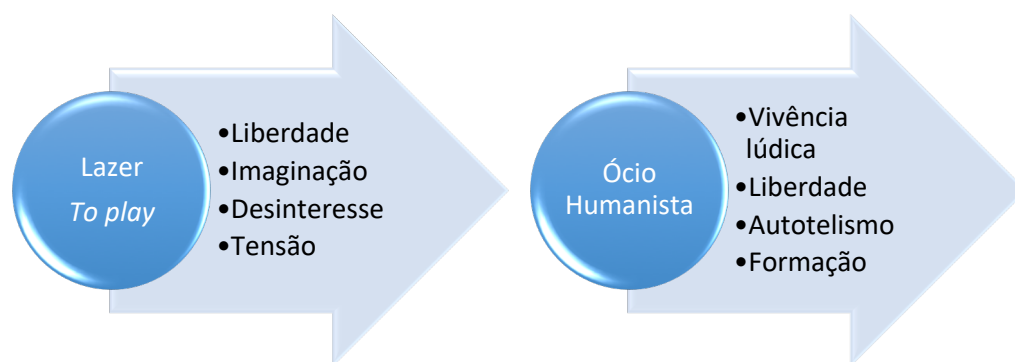 Lazer
To play
•Liberdade
•Imaginação
•Desinteresse
•Tensão
Ócio
Humanista
•Vivência
lúdica
•Liberdade
•Autotelismo
•Formação